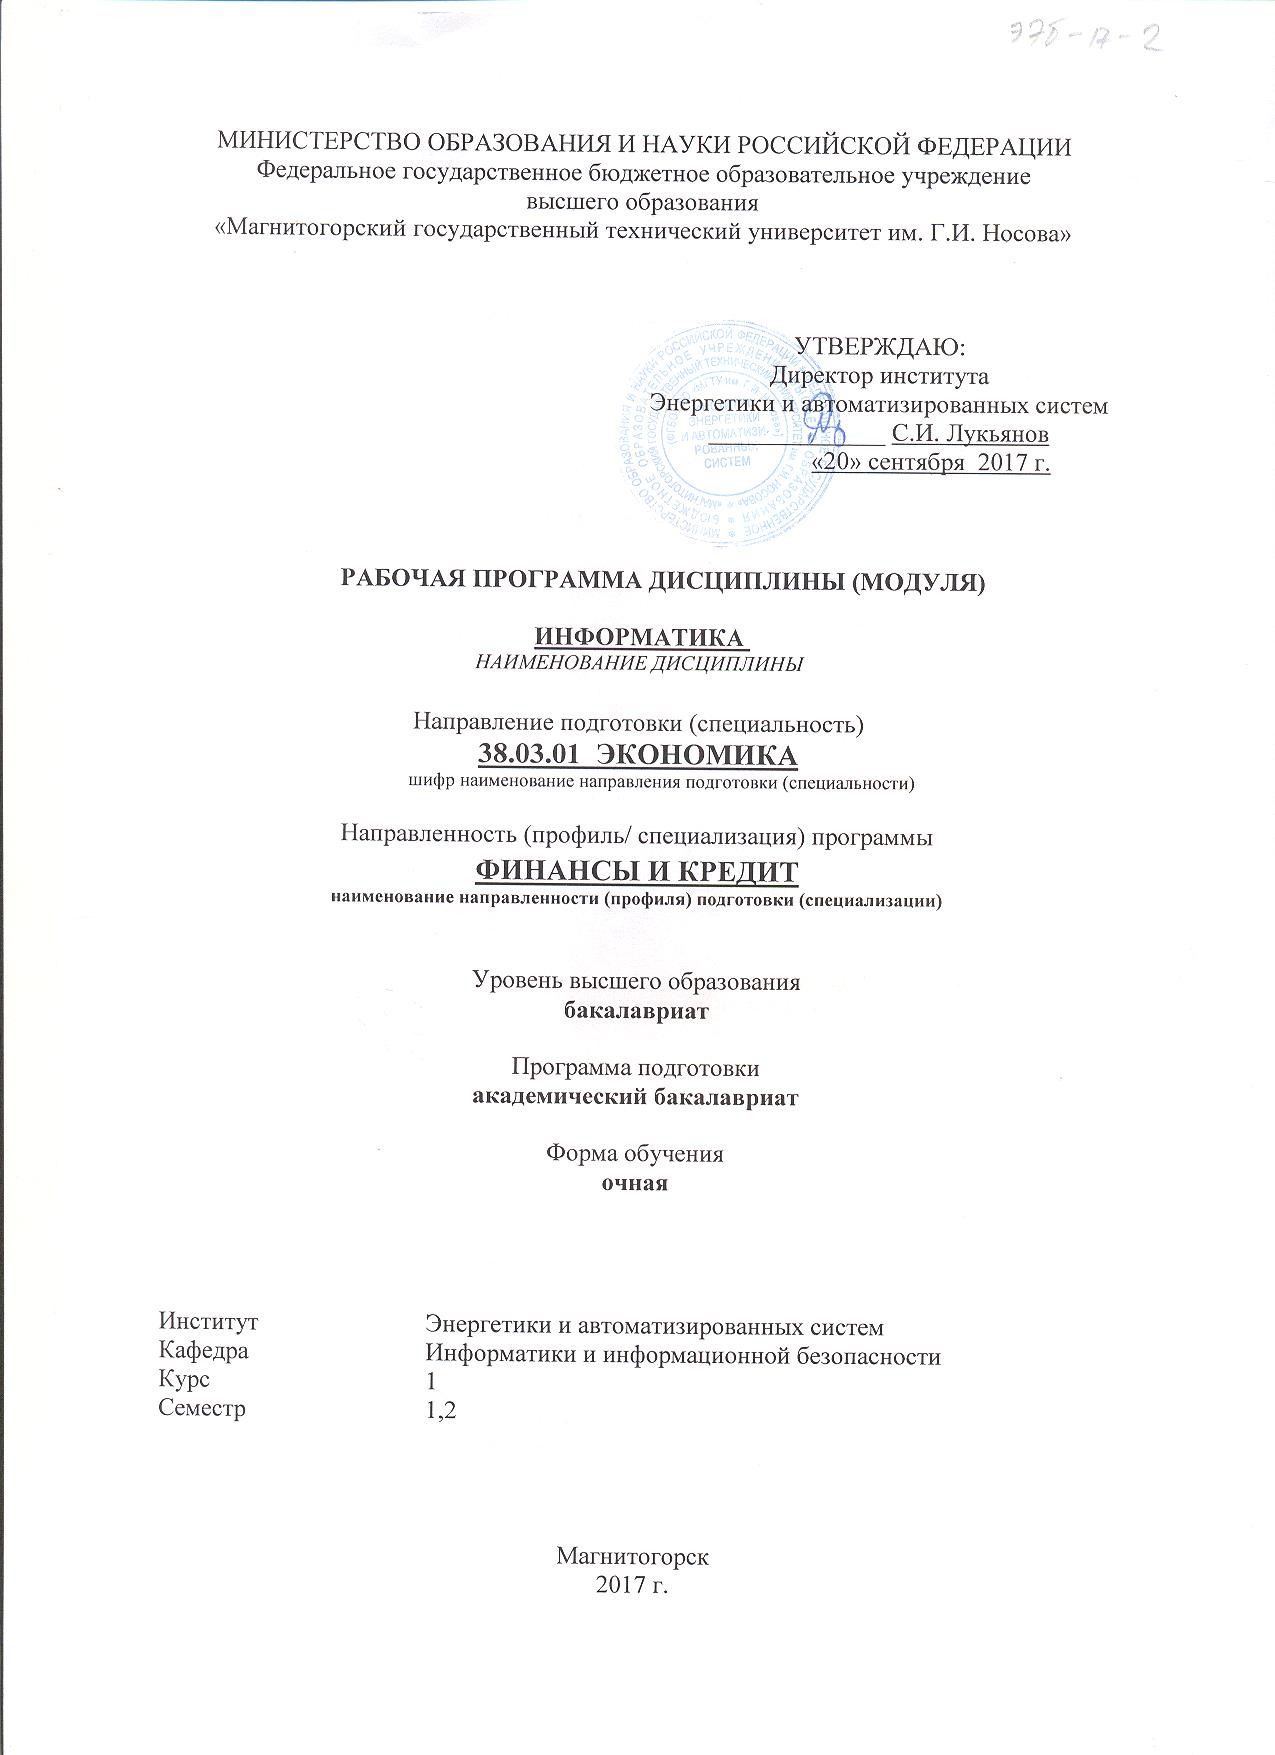 ЭЭБ-17-2
МИНИСТЕРСТВО ОБРАЗОВАНИЯ И НАУКИ РОССИЙСКОЙ ФЕДЕРАЦИИ
Федеральное государственное бюджетное образовательное учреждение
высшего образования
«Магнитогорский государственный технический университет им. Г.И. Носова»
УТВЕРЖДАЮ:
Директор института
Энергетики и автоматизированных систем
С.И. Лукьянов
«20» сентября 2017 г.
ЭНЕРГЕТИКИ
И АВТОМАТИЗИ-
РОВАННЫХ
СИСТЕМ
РАБОЧАЯ ПРОГРАММА ДИСЦИПЛИНЫ (МОДУЛЯ)
ИНФОРМАТИКА
НАИМЕНОВАНИЕ ДИСЦИПЛИНЫ
Направление подготовки (специальность)
38.03.01 ЭКОНОМИКА
шифр наименование направления подготовки (специальности)
Направленность (профиль/ специализация) программы
ФИНАНСЫ И КРЕДИТ
наименование направленности (профиля) подготовки (специализации)
Уровень высшего образования
бакалавриат
Программа подготовки
академический бакалавриат
Форма обучения
очная
Институт Энергетики и автоматизированных систем
Кафедра Информатики и информационной безопасности
Курс 1
Семестр 1,2
Магнитогорск
2017 г.